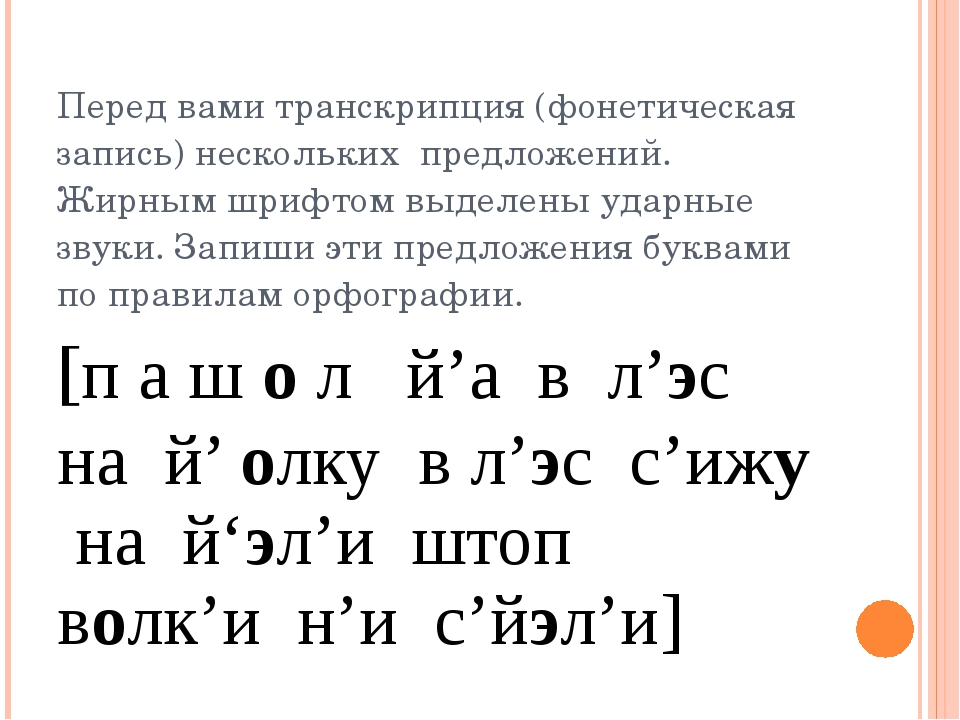 Перед вами транскрипция (фонетическая
запись) нескольких предложений.
Жирным шрифтом выделены ударные
звуки. Запиши эти предложения буквами
по правилам орфографии.
[п а ш о л й’а в л’эс
на й’ олку в л’эс с’ижу
на й‘эл’и штоп
волк’и н’и с’йэл’и]